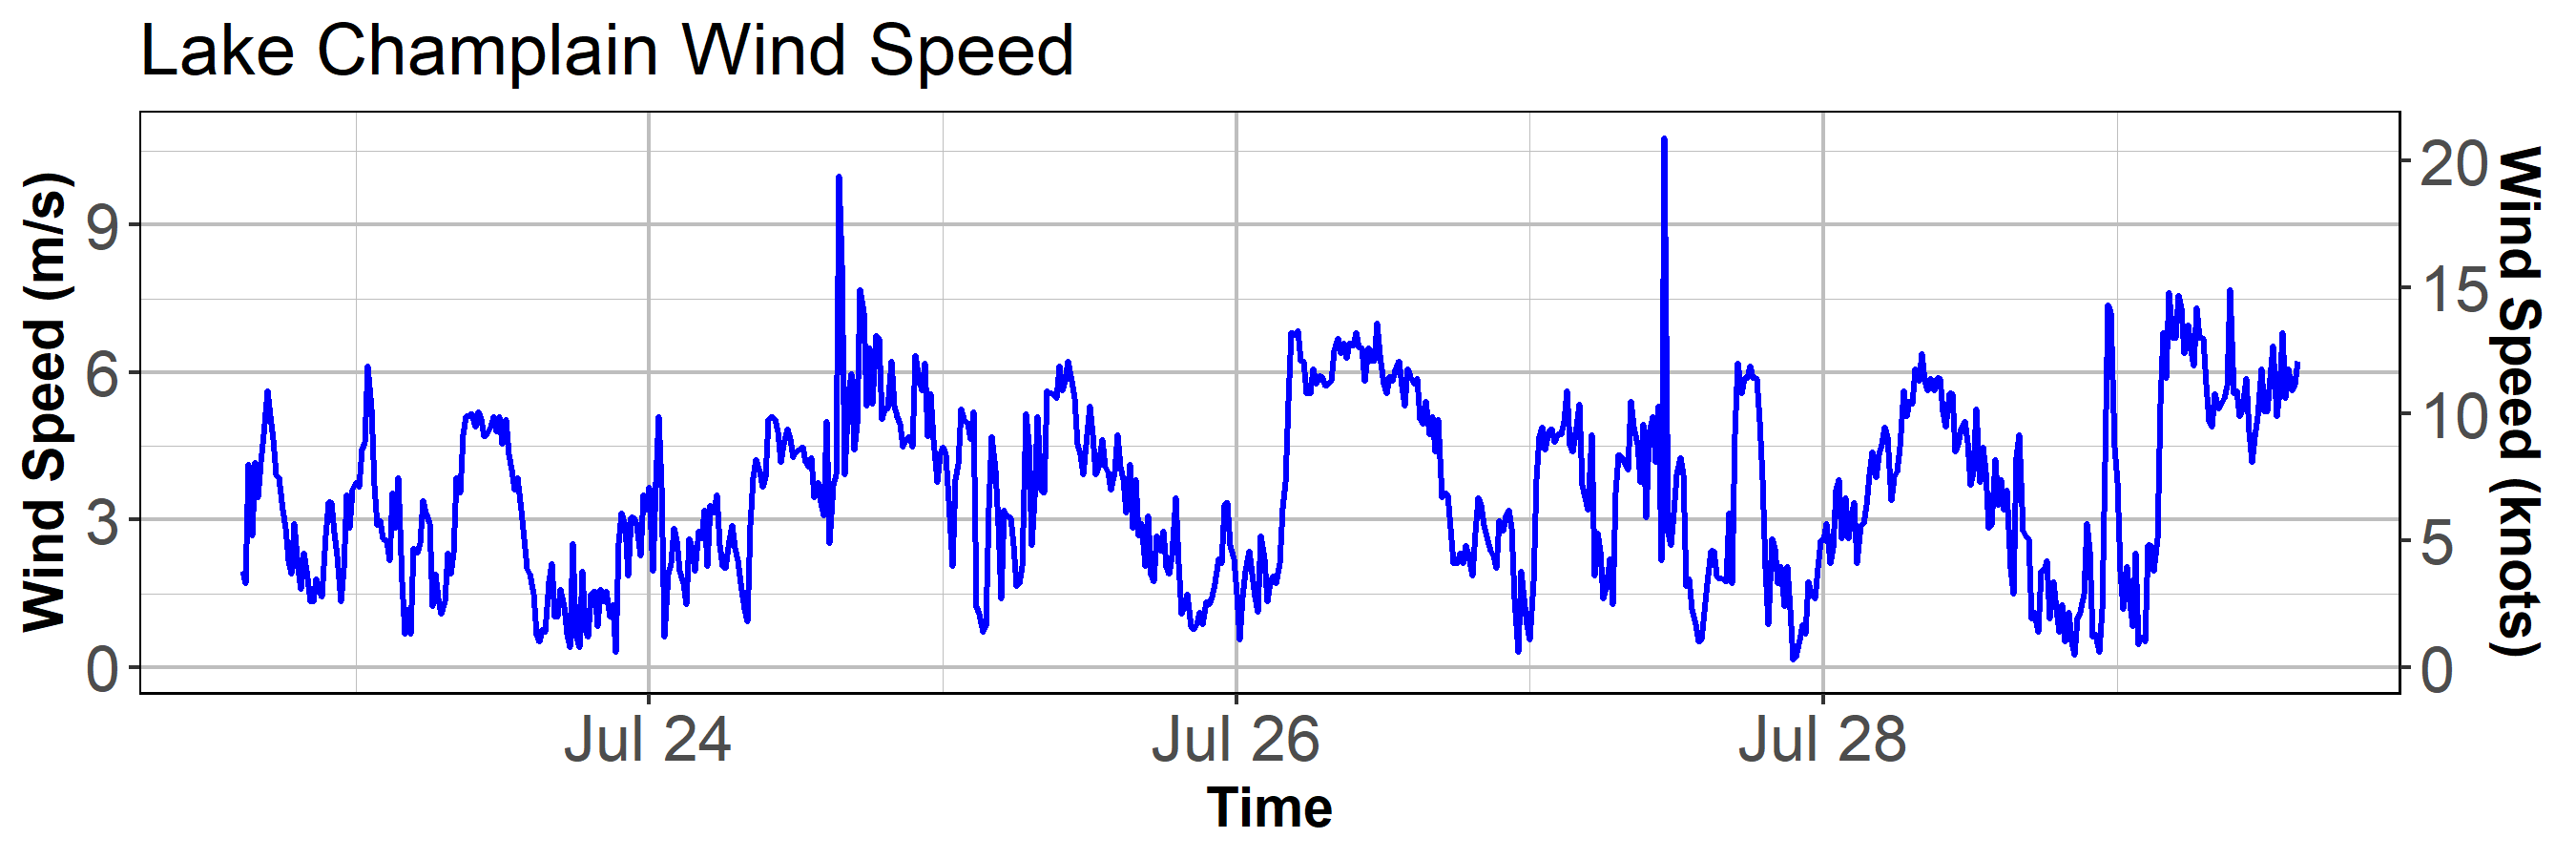 Lake Champlain Wind Speed
Wind Speed (m/s)
9
6
3
0
20
15
10
5
0
Wind Speed (knots)
Jul 24 Jul 26 Jul 28
Time